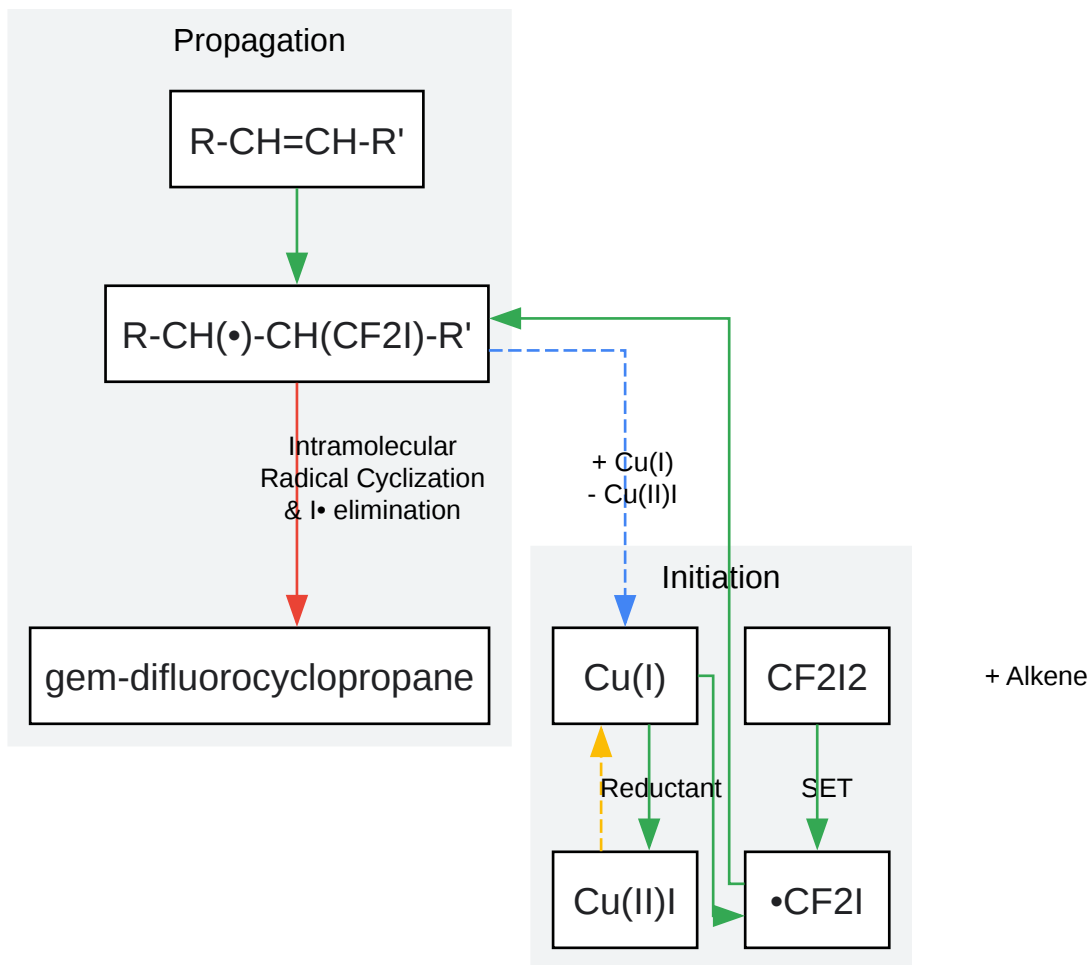 Propagation
R-CH=CH-R'
R-CH(•)-CH(CF2I)-R'
Intramolecular
Radical Cyclization
& I• elimination
+ Cu(I)
- Cu(II)I
gem-difluorocyclopropane
Initiation
Cu(I)
CF2I2
+ Alkene
Reductant
SET
Cu(II)I
•CF2I